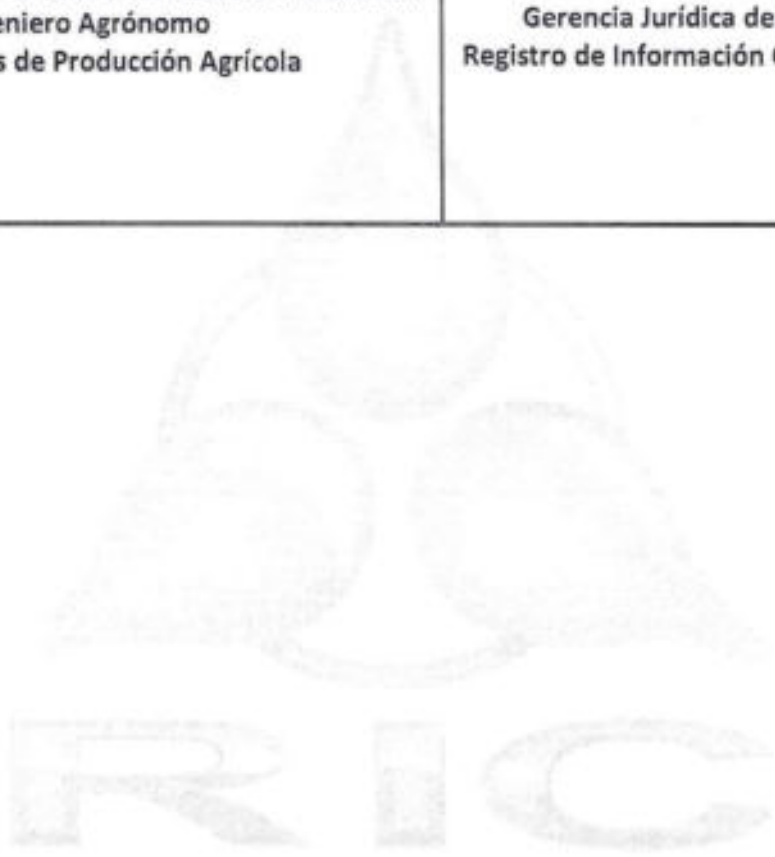 eniero Agrónomo
s de Producción Agrícola
Gerencia Jurídica de
Registro de Información
RIC